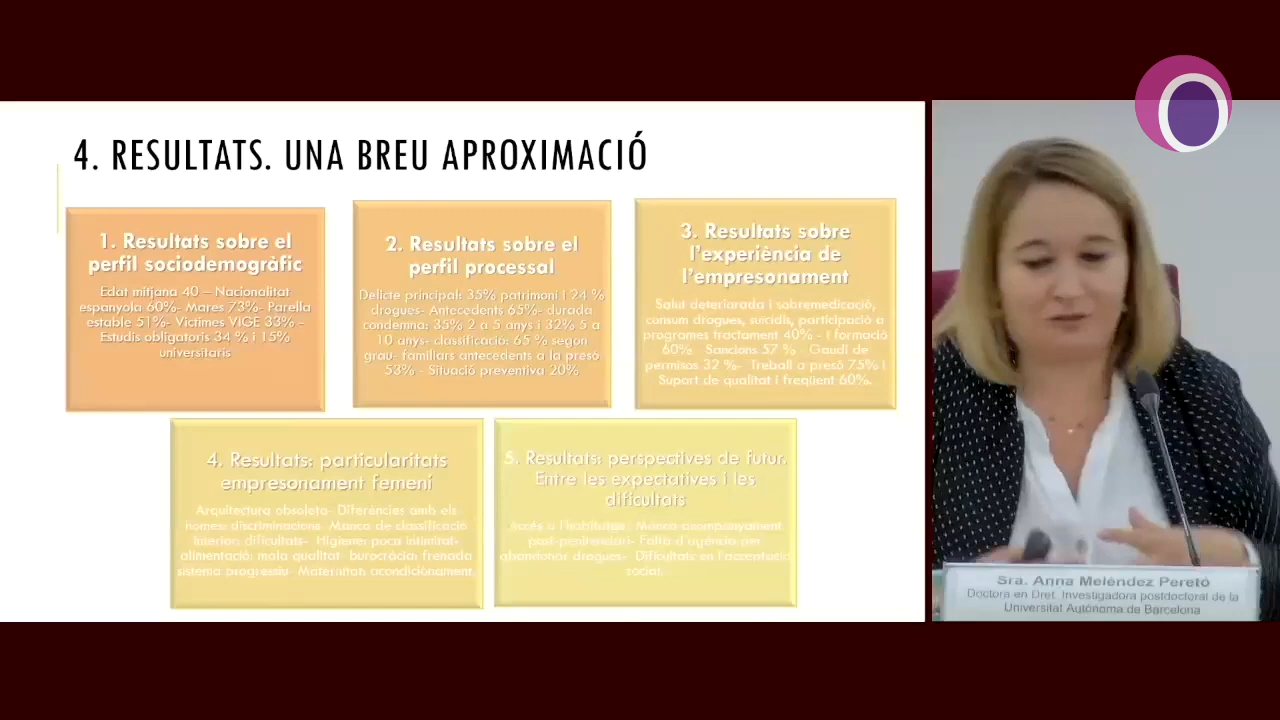 4. RESULTATS. UNA BREU APROXIMACIÓ
1. Resultats sobre el
perfil sociodemogràfic
Edat mitjana 40 – Nacionalitat
espanyola 60%- Mares 73%- Parella
estable 51%- Víctimes VIGE 33% -
Estudis obligatoris 34 % i 15%
universitaris
2. Resultats sobre el
perfil processal
Delicte principal: 35% patrimoni i 24 %
drogues- Antecedents 65%- durada
condemna: 35% 2 a 5 anys i 32% 5 a
10 anys- classificació: 65 % segon
grau- familiars antecedents a la presó
53% - Situació preventiva 20%
3. Resultats sobre
l'experiència de
l'empresonament
Salut deteriorada i sobremedicació,
consum drogues, suïcidis, participació a
programes tractament 40% - i formació
60% Sancions 57 % - Gaudi de
permisos 32 %- Treball a presó 75% i
Suport de qualitat i freqüent 60%.
4. Resultats: particularitats
empresonament femení
Arquitectura obsoleta- Diferències amb els
homes: discriminacions- Manca de classificació
interior: dificultats- Higiene: poca intimitat-
alimentació: mala qualitat burocràcia: frenada
sistema progressiu- Maternitats acondicionament
5. Resultats: perspectives de futur.
Entre les expectatives i les
dificultats
Accés a l'habitatge- Manca acompanyament
post-penitenciari- Falta d'agència per
abandonar drogues- Dificultats en l'acceptació
social.
Sra. Anna Meléndez Peretó
Doctora en Dret. Investigadora postdoctoral de la
Universitat Autònoma de Barcelona